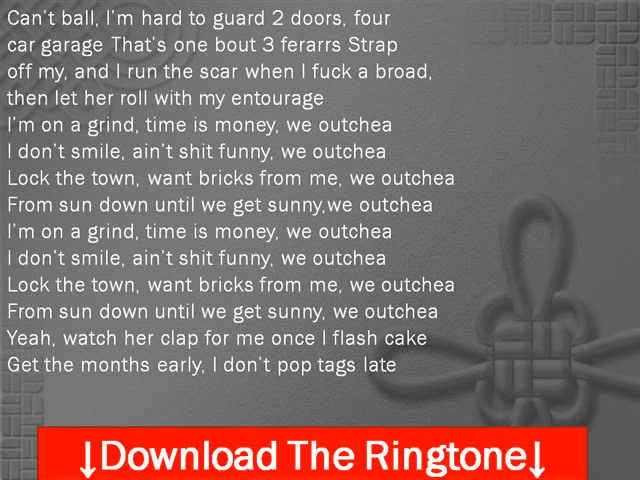 Can't ball, I'm hard to guard 2 doors, four
car garage That's one bout 3 ferarrs Strap
off my, and I run the scar when I fuck a broad,
then let her roll with my entourage
I'm on a grind, time is money, we outchea
I don't smile, ain't shit funny, we outchea
Lock the town, want bricks from me, we outchea
From sun down until we get sunny,we outchea
I'm on a grind, time is money, we outchea
I don't smile, ain't shit funny, we outchea
Lock the town, want bricks from me, we outchea
From sun down until we get sunny, we outchea
Yeah, watch her clap for me once I flash cake
Get the months early, I don't pop tags late
↓Download The Ringtone↓